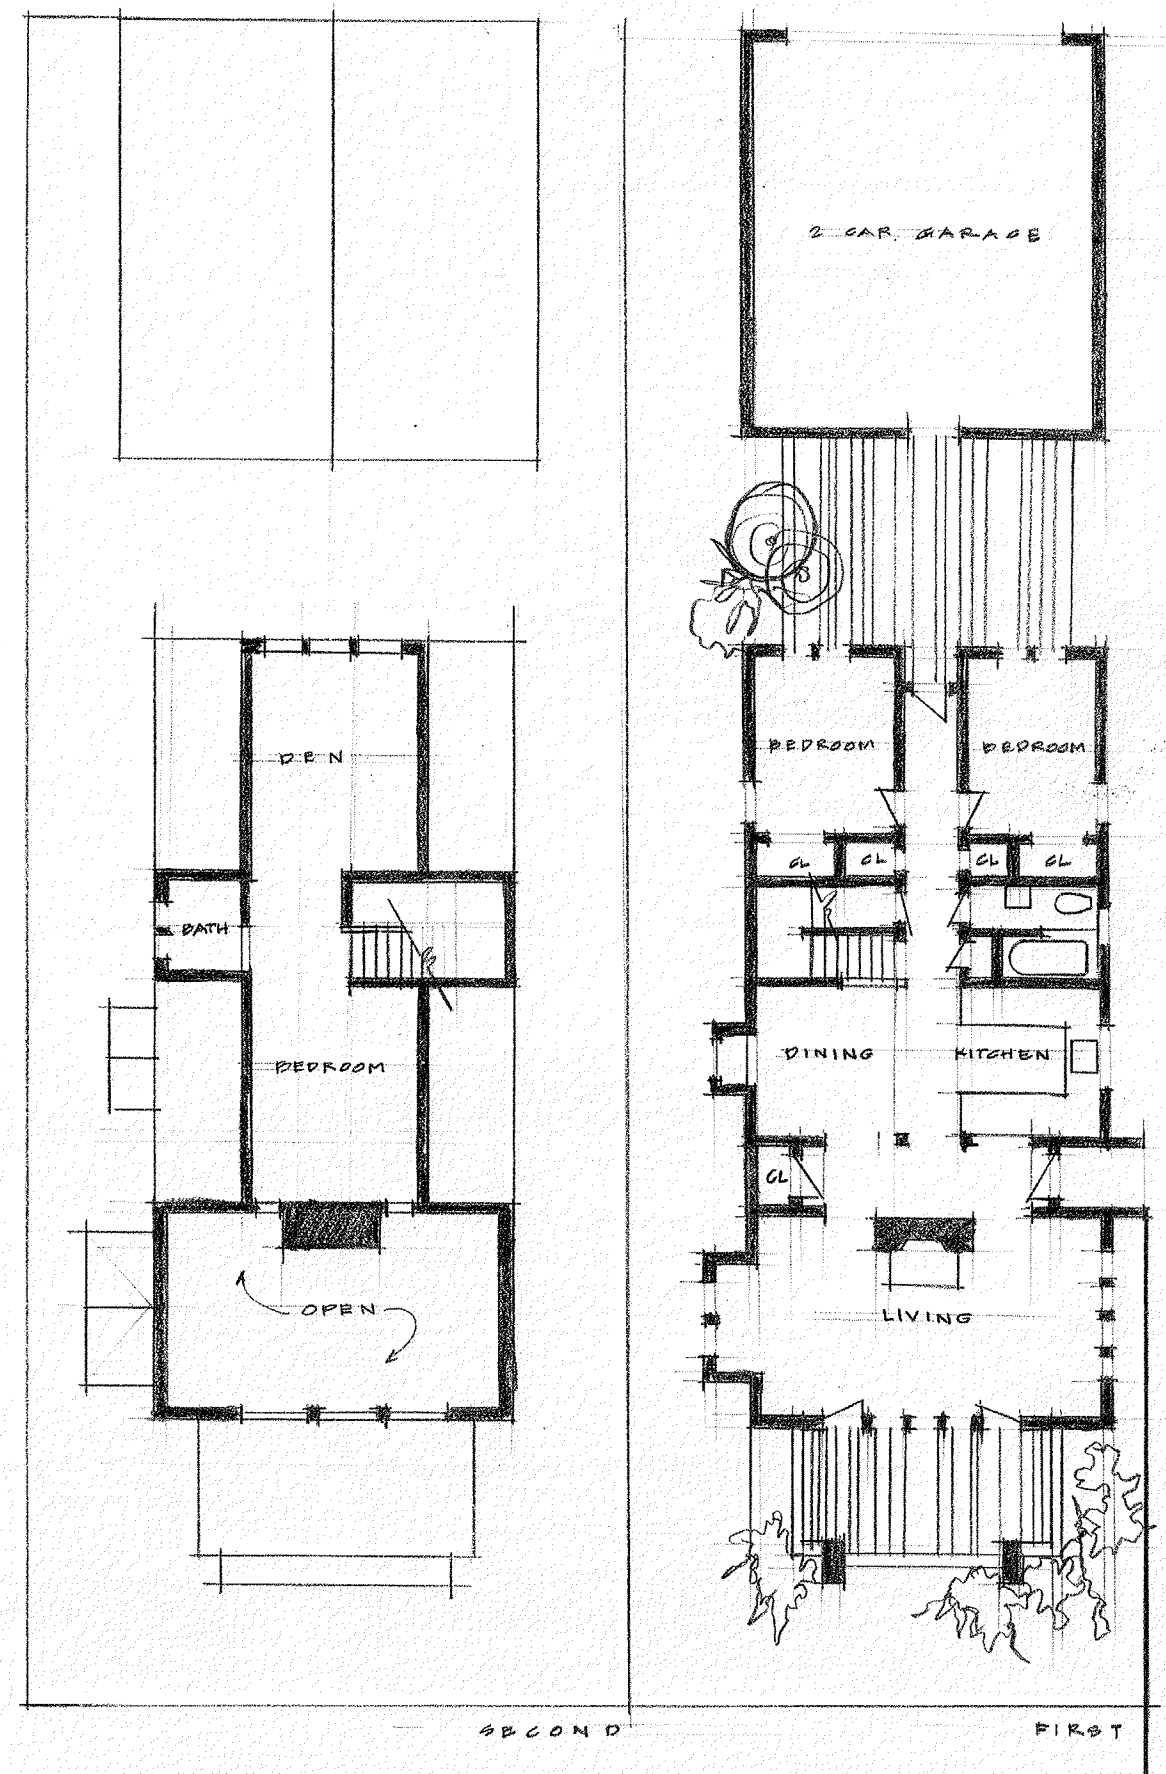 2 CAR. GARAGE
DEN
BEDROOM
BEDROOM
CL
CL
CL
CL
BATH
BEDROOM
DINING
KITCHEN
CL
OPEN
LIVING
SECOND
FIRST